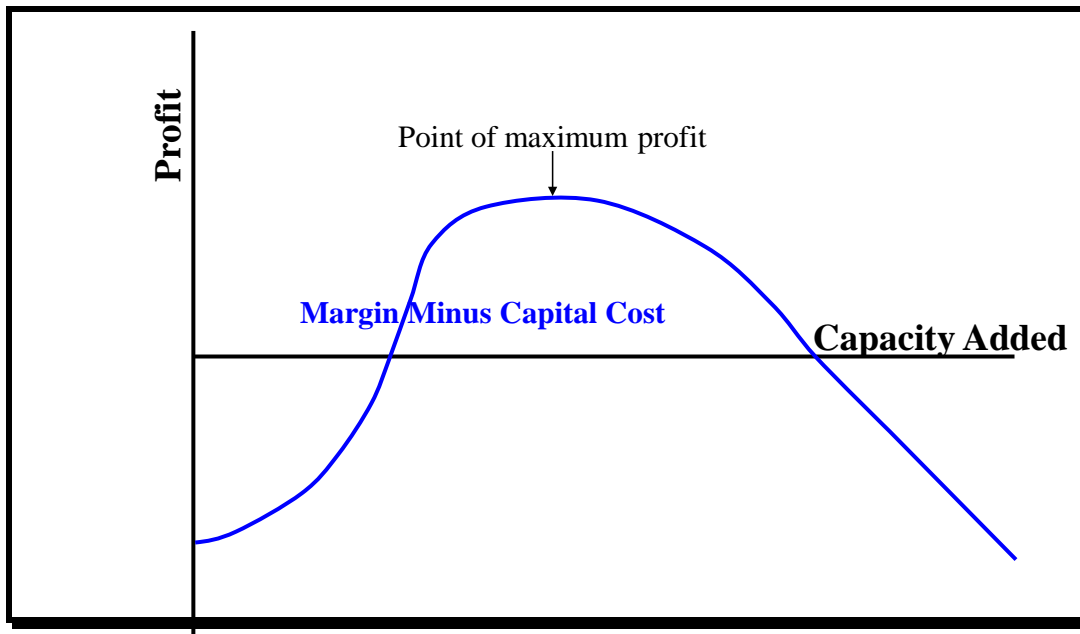 Profit
Point of maximum profit
Margin Minus Capital Cost
Capacity Added